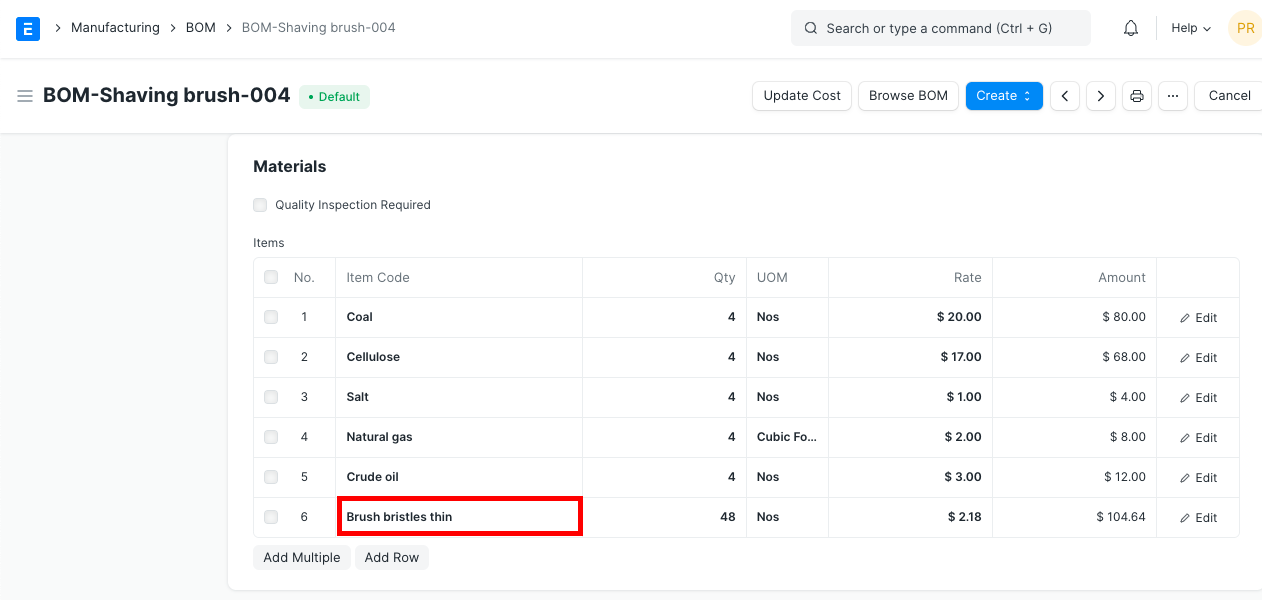 E > Manufacturing > BOM > BOM-Shaving brush-004 Search or type a command (Ctrl + G) Help PR
BOM-Shaving brush-004 • Default Update Cost Browse BOM Create < > ··· Cancel
Materials
Quality Inspection Required
Items
No. Item Code Qty UOM Rate Amount
1 Coal 4 Nos $ 20.00 $ 80.00 Edit
2 Cellulose 4 Nos $ 17.00 $ 68.00 Edit
3 Salt 4 Nos $ 1.00 $ 4.00 Edit
4 Natural gas 4 Cubic Fo... $ 2.00 $ 8.00 Edit
5 Crude oil 4 Nos $ 3.00 $ 12.00 Edit
6 Brush bristles thin 48 Nos $ 2.18 $ 104.64 Edit
Add Multiple Add Row